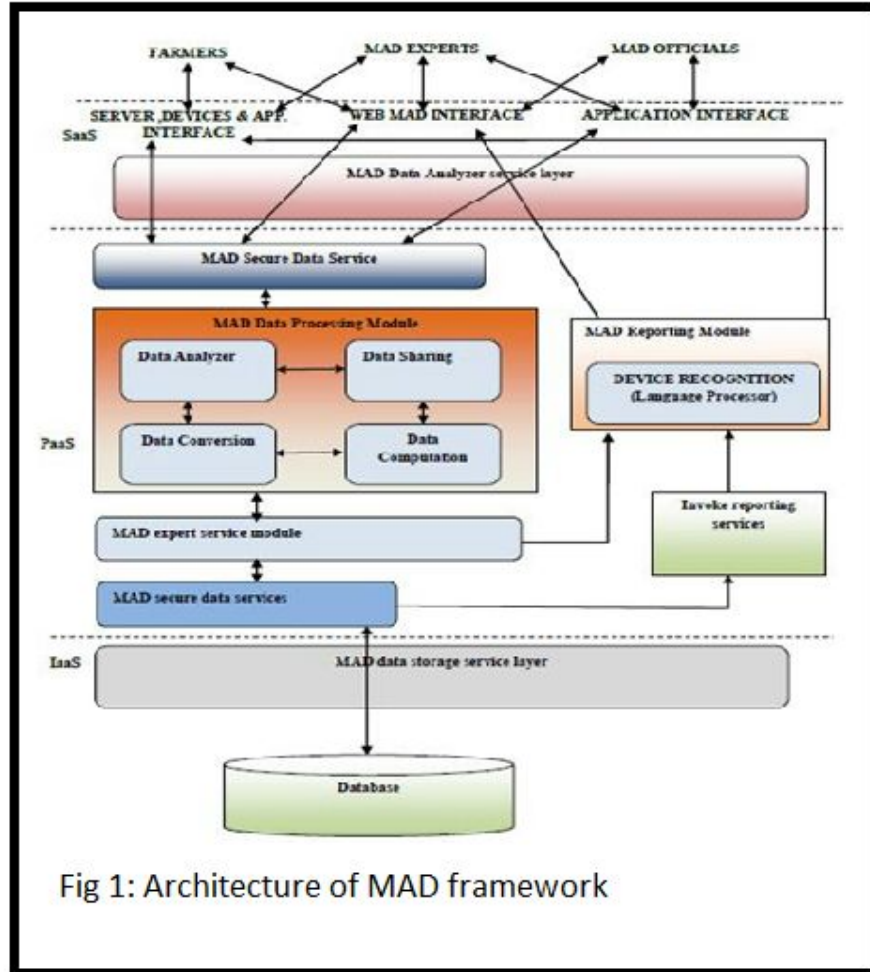 FARMERS
MAD EXPERTS
MAD OFFICIALS
SERVER ,DEVICES & APP.
INTERFACE
WEB MAD INTERFACE
APPLICATION INTERFACE
SaaS
MAD Data Analyzer service layer
MAD Secure Data Service
MAD Data Processing Module
Data Analyzer
Data Sharing
Data Conversion
Data
Computation
MAD Reporting Module
DEVICE RECOGNITION
(Language Processor)
PaaS
MAD expert service module
Invoke reporting
services
MAD secure data services
IaaS
MAD data storage service layer
Database
Fig 1: Architecture of MAD framework